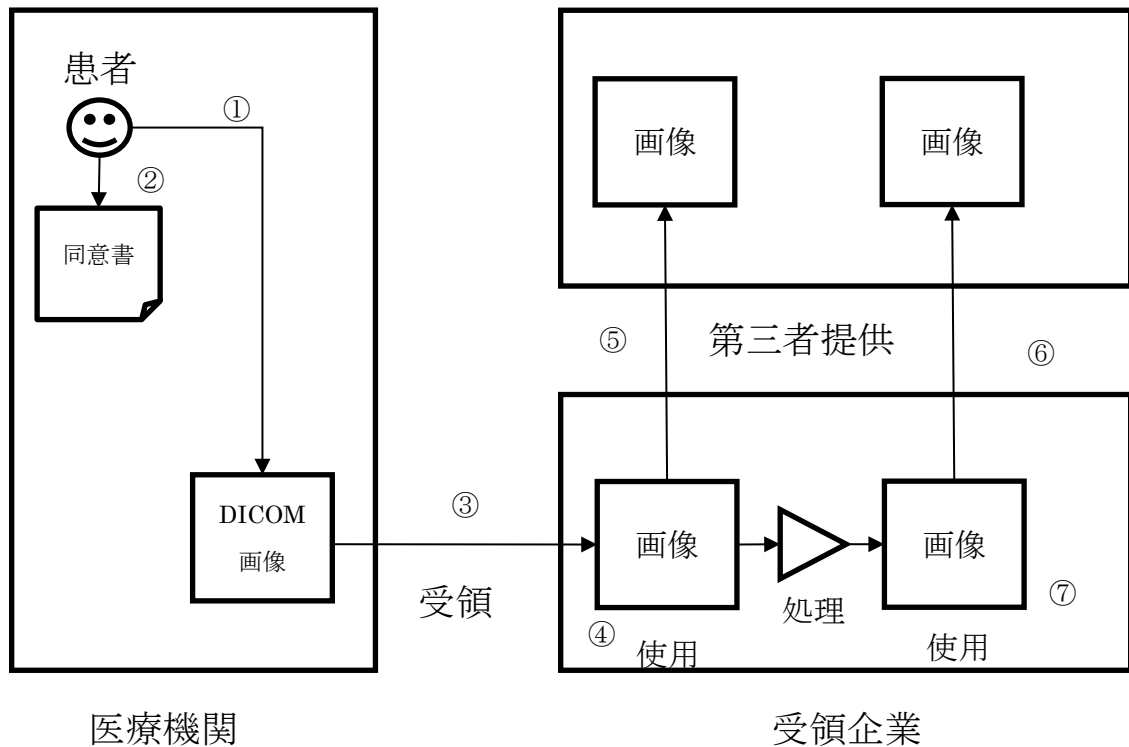 患者
①
②
同意書
DICOM
画像
③
受領
医療機関
画像
画像
⑤
第三者提供
⑥
画像
処理
画像
④
使用
使用
⑦
受領企業